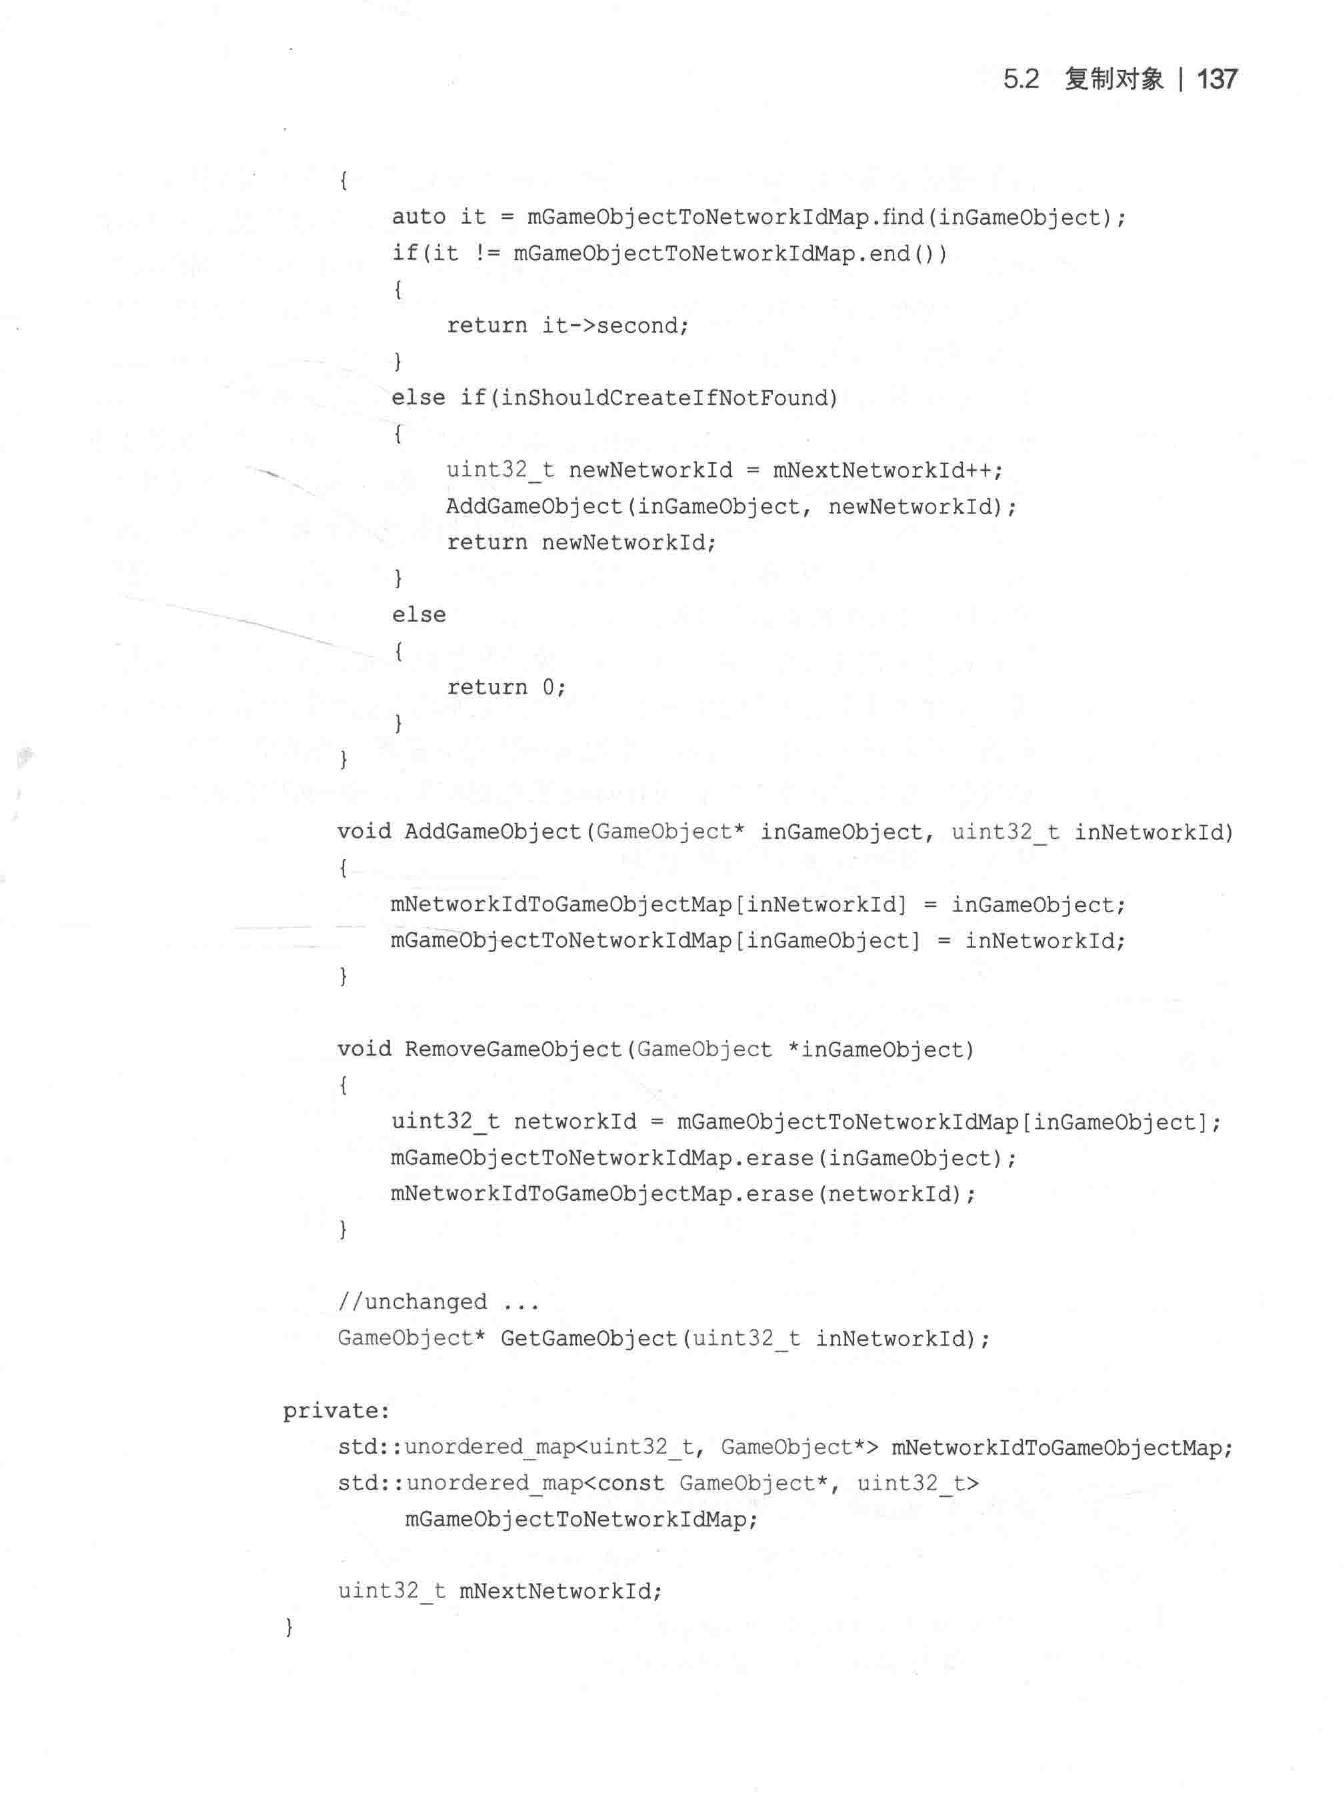 5.2 复制对象 | 137
{
auto it = mGameObjectToNetworkIdMap.find(inGameObject);
if(it != mGameObjectToNetworkIdMap.end())
{
return it->second;
}
else if(inShouldCreateIfNotFound)
{
uint32_t newNetworkId = mNextNetworkId++;
AddGameObject(inGameObject, newNetworkId);
return newNetworkId;
}
else
{
return 0;
}
}
void AddGameObject(GameObject* inGameObject, uint32_t inNetworkId)
{
mNetworkIdToGameObjectMap[inNetworkId] = inGameObject;
mGameObjectToNetworkIdMap[inGameObject] = inNetworkId;
}
void RemoveGameObject(GameObject *inGameObject)
{
uint32_t networkId = mGameObjectToNetworkIdMap[inGameObject];
mGameObjectToNetworkIdMap.erase(inGameObject);
mNetworkIdToGameObjectMap.erase(networkId);
}
//unchanged ...
GameObject* GetGameObject(uint32_t inNetworkId);
private:
std::unordered_map<uint32_t, GameObject*> mNetworkIdToGameObjectMap;
std::unordered_map<const GameObject*, uint32_t>
mGameObjectToNetworkIdMap;
uint32_t mNextNetworkId;
}